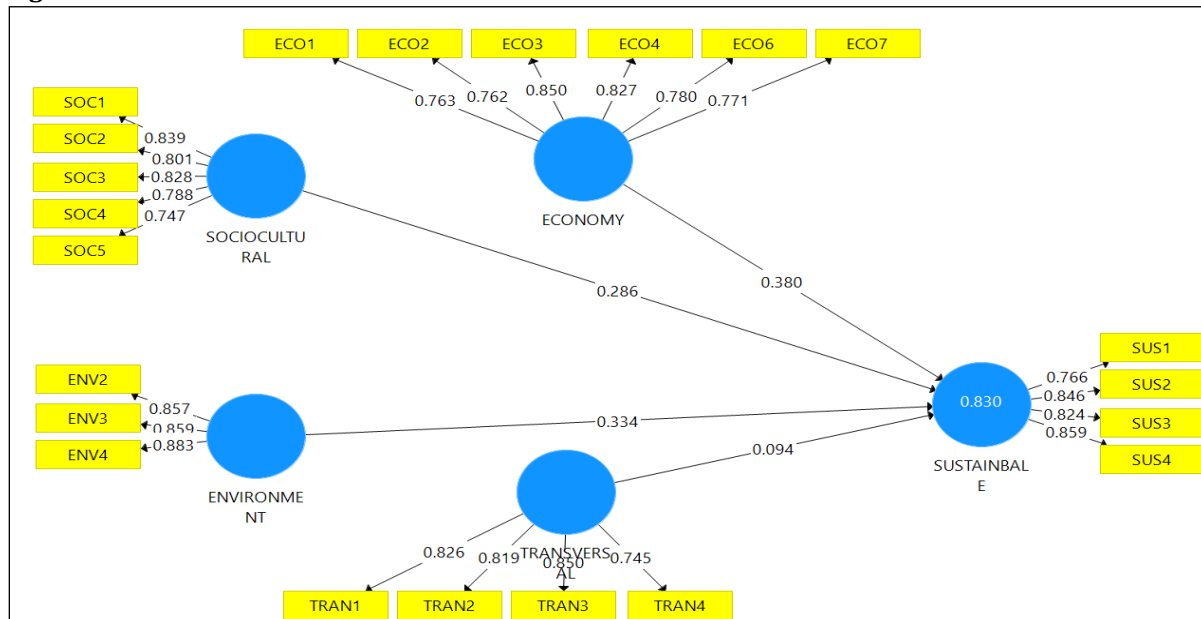 ECO1 ECO2 ECO3 ECO4 ECO6 ECO7
0.763 0.762 0.850 0.827 0.780 0.771
SOC1
SOC2
SOC3
SOC4
SOC5
0.839
0.801
0.828
0.788
0.747
SOCIOCULTU
RAL
ECONOMY
0.286
0.380
ENV2
ENV3
ENV4
0.857
0.859
0.883
ENVIRONME
NT
0.334
0.094
0.830
SUSTAINBAL
E
0.766
0.846
0.824
0.859
SUS1
SUS2
SUS3
SUS4
TRANSVERS
AL
0.826 0.819 0.850 0.745
TRAN1 TRAN2 TRAN3 TRAN4